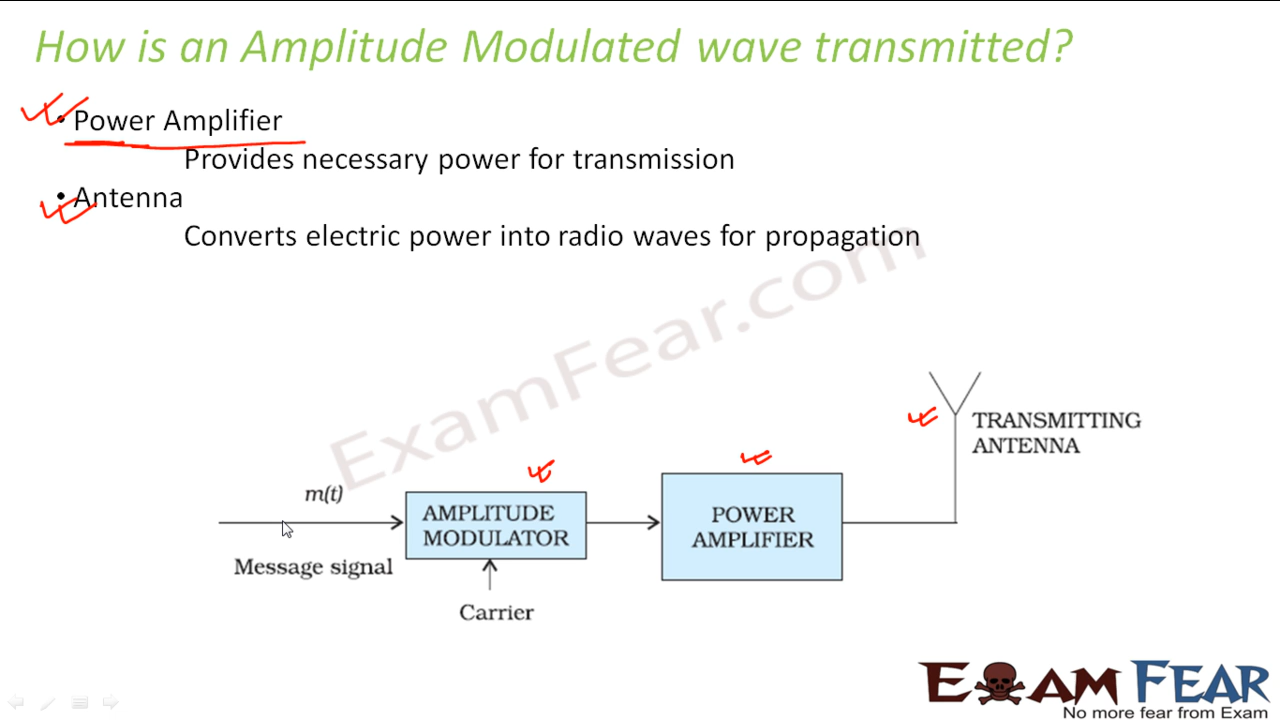 How is an Amplitude Modulated wave transmitted?
• Power Amplifier
Provides necessary power for transmission
• Antenna
Converts electric power into radio waves for propagation
ExamFear.com
TRANSMITTING
ANTENNA
m(t)
AMPLITUDE
MODULATOR
POWER
AMPLIFIER
Message signal
Carrier
EXAM FEAR
No more fear from Exam